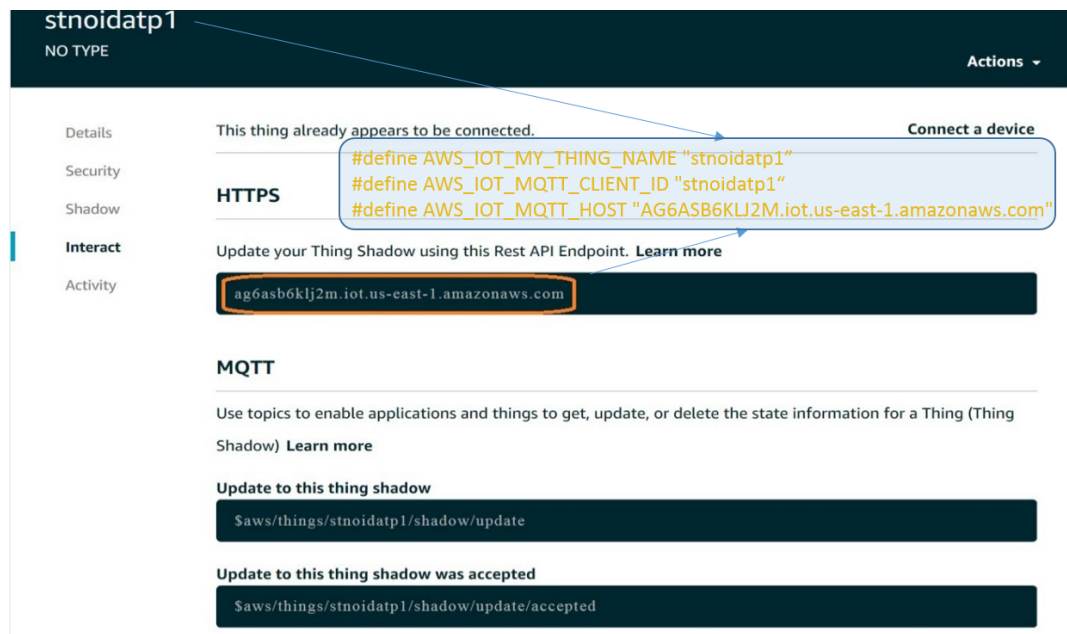 stnoidatp1
NO TYPE
Actions
Details
Security
Shadow
Interact
Activity
This thing already appears to be connected.
Connect a device
#define AWS_IOT_MY_THING_NAME "stnoidatp1”
#define AWS_IOT_MQTT_CLIENT_ID "stnoidatp1“
#define AWS_IOT_MQTT_HOST "AG6ASB6KLJ2M.iot.us-east-1.amazonaws.com"
HTTPS
Update your Thing Shadow using this Rest API Endpoint. Learn more
ag6asb6klj2m.iot.us-east-1.amazonaws.com
MQTT
Use topics to enable applications and things to get, update, or delete the state information for a Thing (Thing
Shadow) Learn more
Update to this thing shadow
$aws/things/stnoidatp1/shadow/update
Update to this thing shadow was accepted
$aws/things/stnoidatp1/shadow/update/accepted